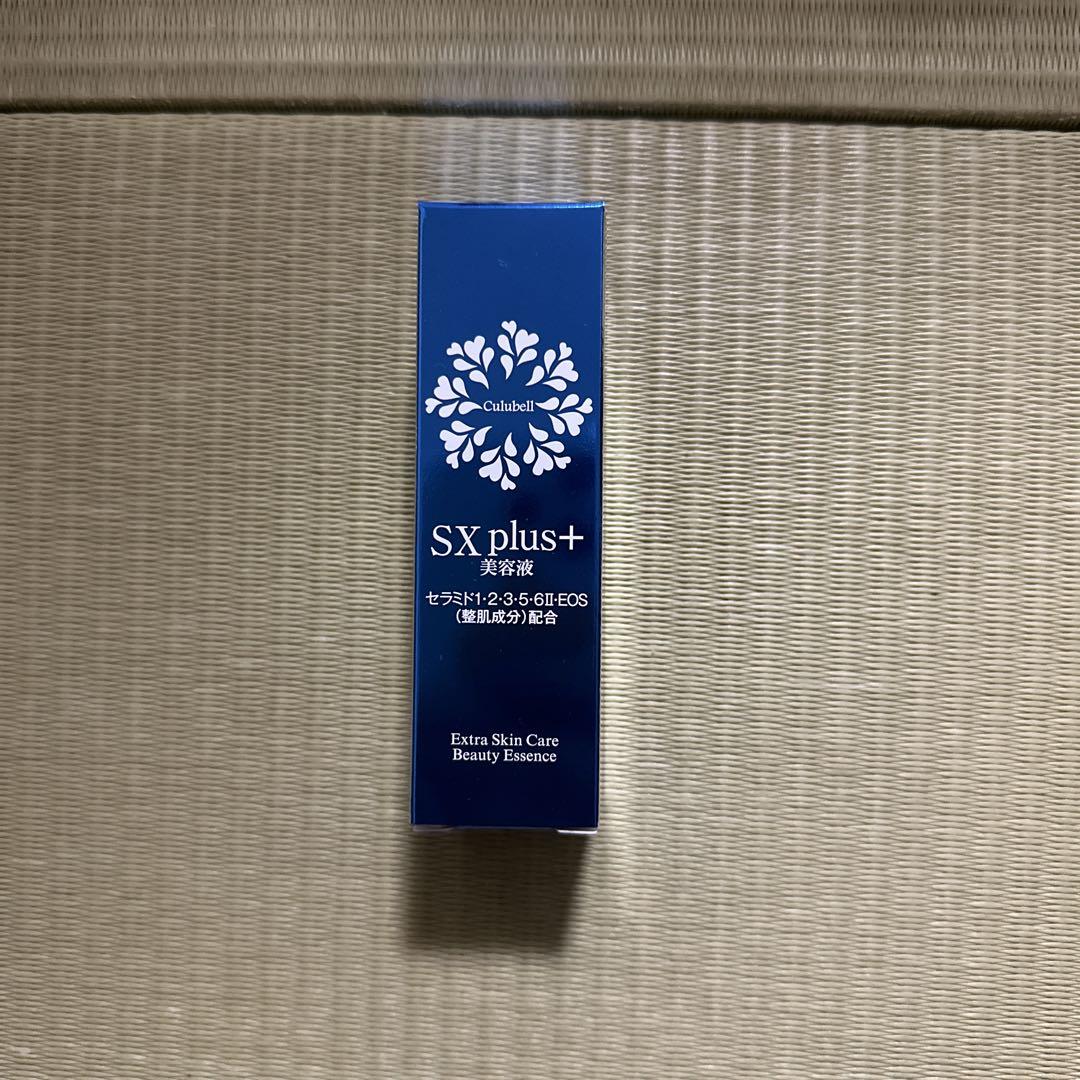 Culubell
SX plus+
美容液
セラミド1・2・3・5・6Ⅱ・EOS
(整肌成分)配合
Extra Skin Care
Beauty Essence